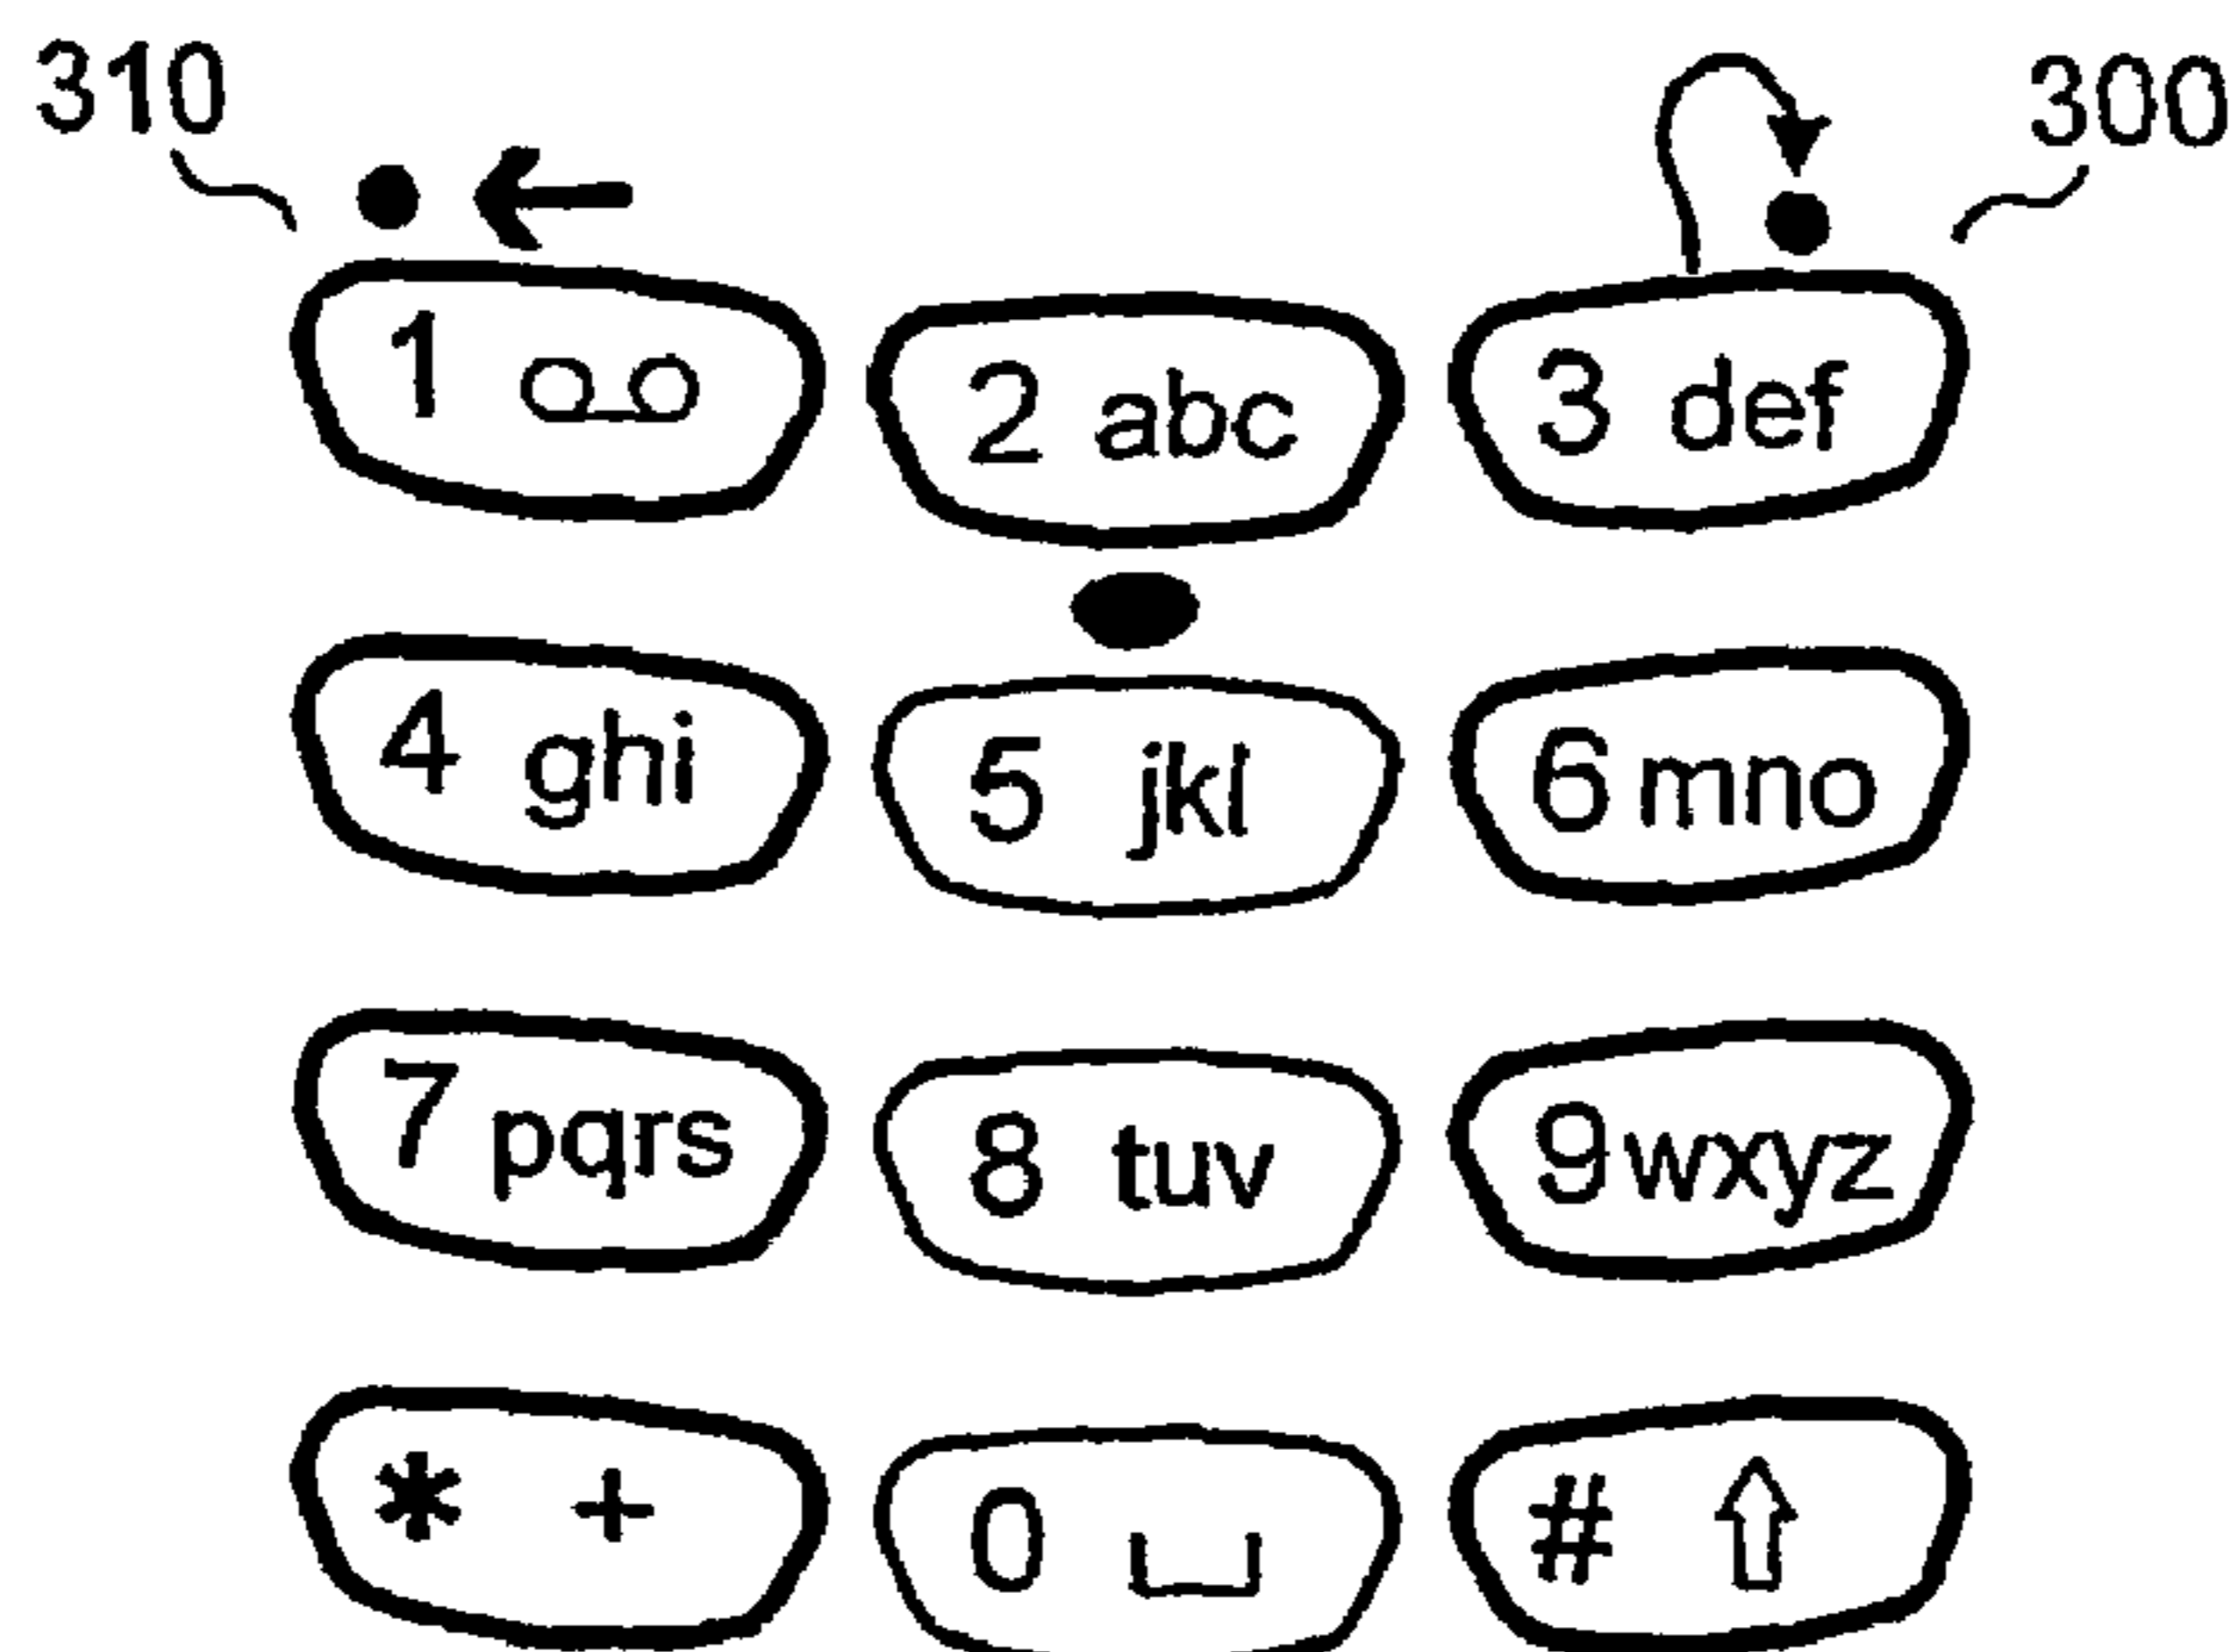 310 300
1 2 abc 3 def
4 ghi 5 jkl 6 mno
7 pqrs 8 tuv 9 wxyz
* + 0 #